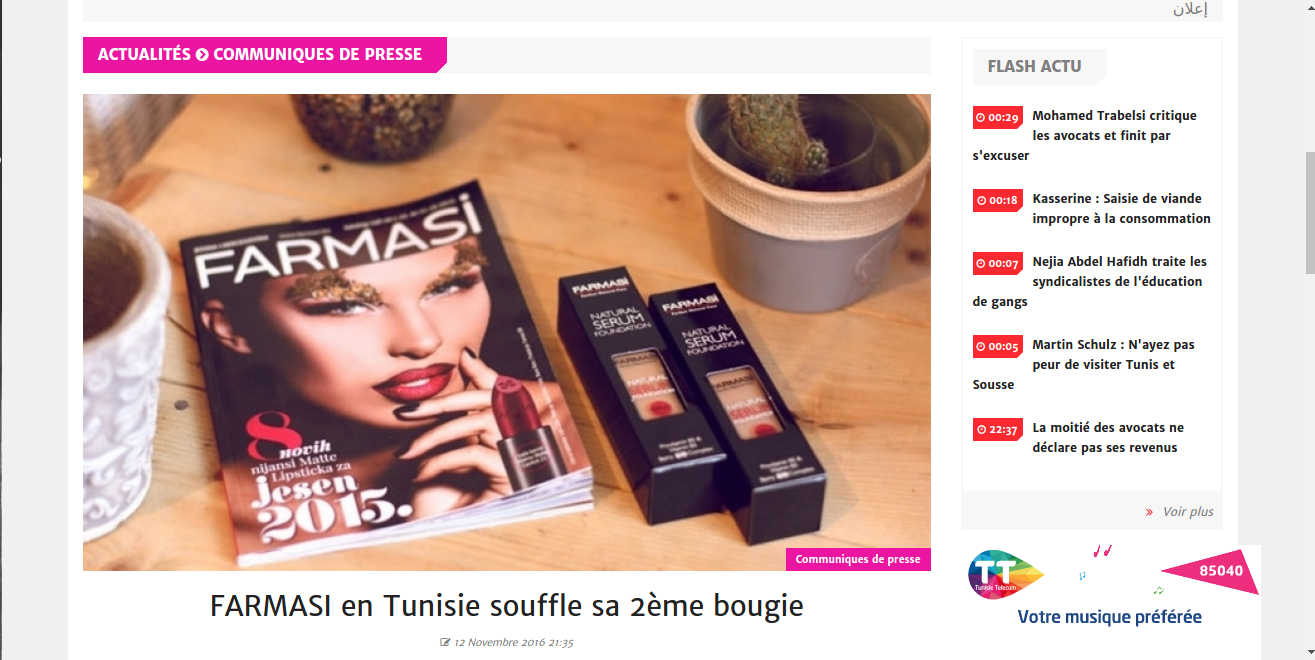 إعلان
ACTUALITÉS COMMUNIQUES DE PRESSE
FARMASi
8
novih
nijansi Matte
Lipsticka za
jesen
2015.
FARMASi
NATURAL
SERUM
FOUNDATION
FARMASi
NATURAL
SERUM
FOUNDATION
Communiques de presse
FARMASI en Tunisie souffle sa 2ème bougie
12 Novembre 2016 21:35
FLASH ACTU
00:29 Mohamed Trabelsi critique
les avocats et finit par
s'excuser
00:18 Kasserine : Saisie de viande
impropre à la consommation
00:07 Nejia Abdel Hafidh traite les
syndicalistes de l'éducation
de gangs
00:05 Martin Schulz : N'ayez pas
peur de visiter Tunis et
Sousse
22:37 La moitié des avocats ne
déclare pas ses revenus
» Voir plus
TT
Tunisie Telecom
85040
Votre musique préférée